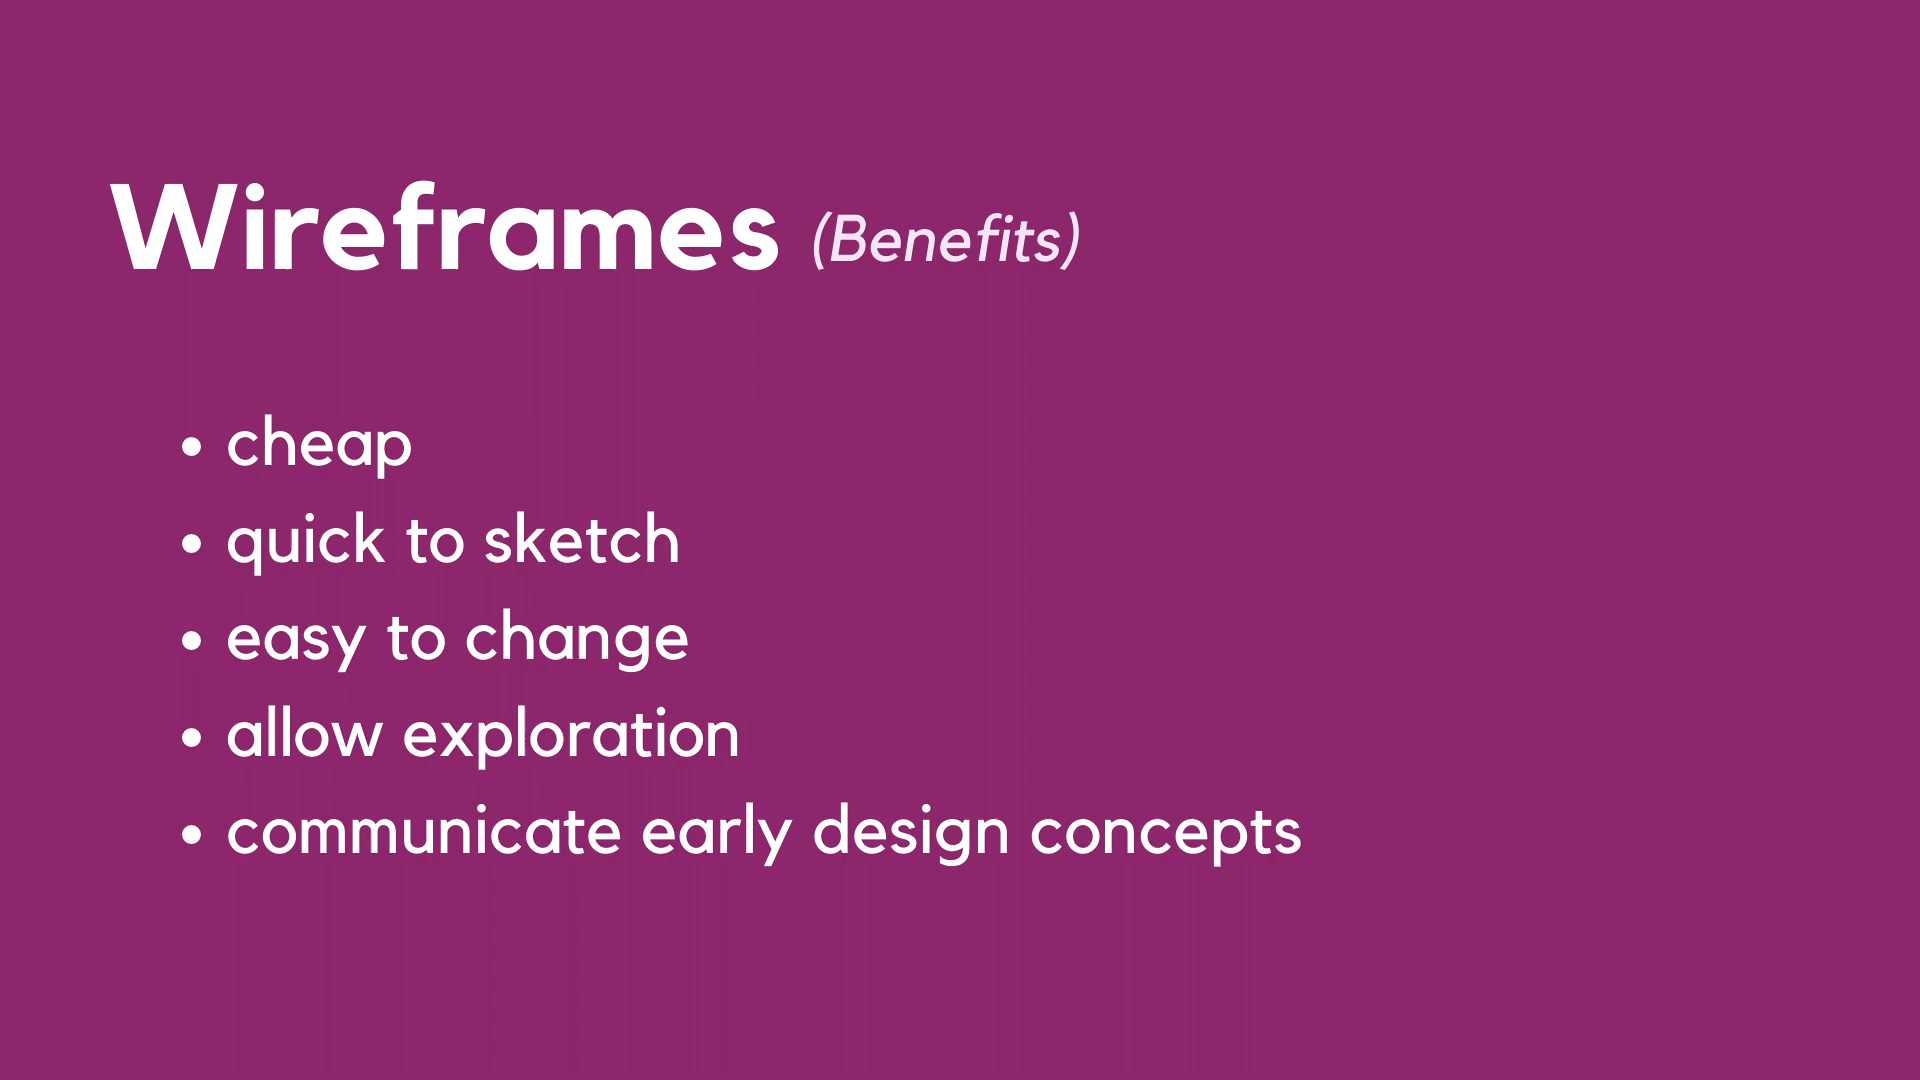 Wireframes (Benefits)
• cheap
• quick to sketch
• easy to change
• allow exploration
• communicate early design concepts